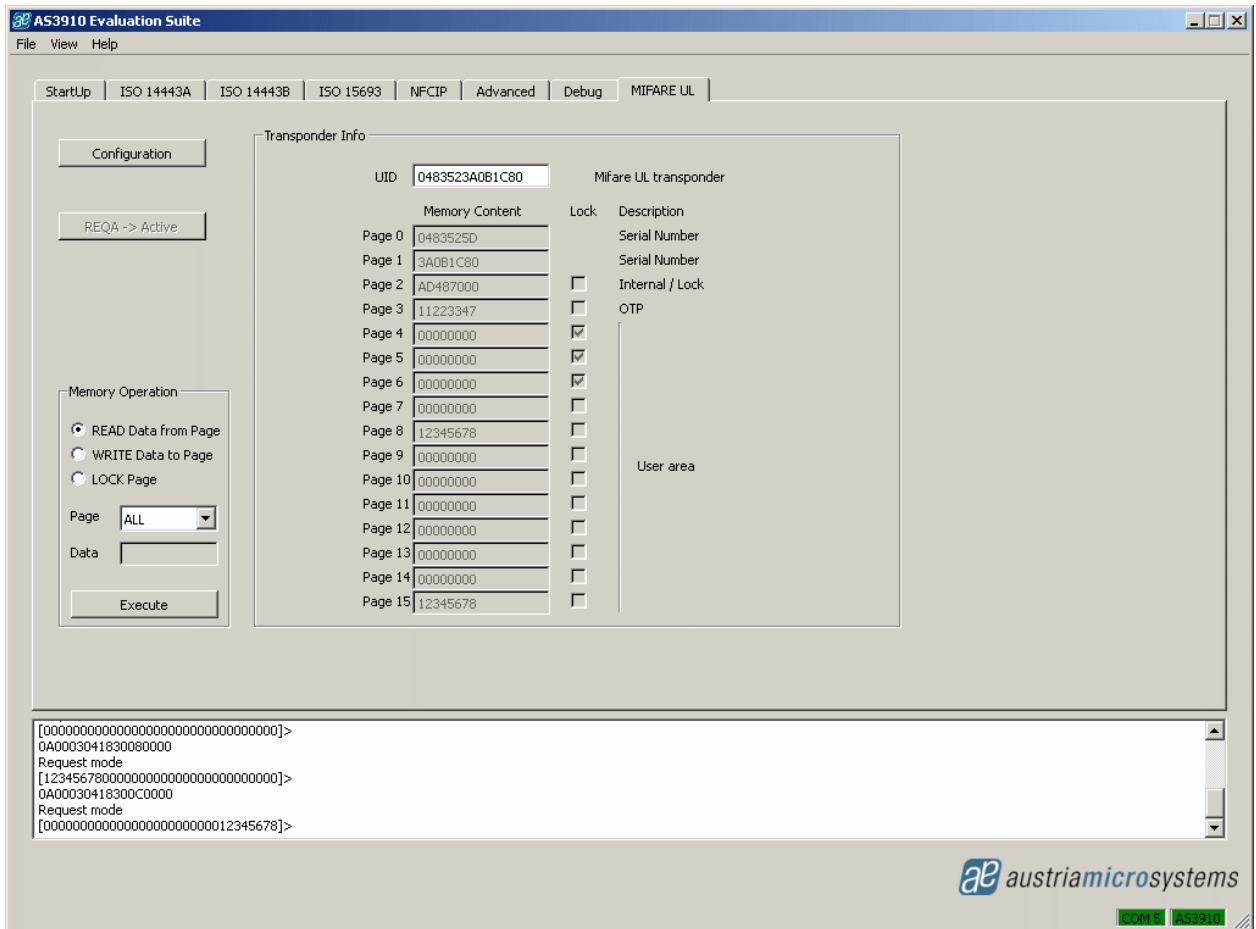 AS3910 Evaluation Suite
File View Help
StartUp ISO 14443A ISO 14443B ISO 15693 NFCIP Advanced Debug MIFARE UL
Configuration
REQA -> Active
Transponder Info
UID 0483523A0B1C80 Mifare UL transponder
Memory Content Lock Description
Page 0 0483525D Serial Number
Page 1 3A0B1C80 Serial Number
Page 2 AD487000 Internal / Lock
Page 3 11223347 OTP
Page 4 00000000
Page 5 00000000
Page 6 00000000
Page 7 00000000
Page 8 12345678
Page 9 00000000
User area
Page 10 00000000
Page 11 00000000
Page 12 00000000
Page 13 00000000
Page 14 00000000
Page 15 12345678
Memory Operation
READ Data from Page
WRITE Data to Page
LOCK Page
Page ALL
Data
Execute
[00000000000000000000000000000000]>
0A0003041830080000
Request mode
[12345678000000000000000000000000]>
0A00030418300C0000
Request mode
[00000000000000000000000012345678]>
ae austriamicrosystems
COM 5 AS3910